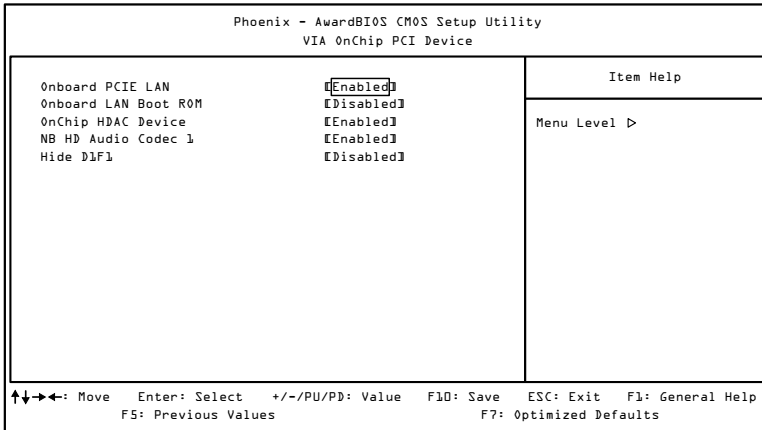 Phoenix - AwardBIOS CMOS Setup Utility
VIA OnChip PCI Device
Onboard PCIE LAN [Enabled]
Onboard LAN Boot ROM [Disabled]
OnChip HDAC Device [Enabled]
NB HD Audio Codec 1 [Enabled]
Hide D1F1 [Disabled]
Item Help
Menu Level ▷
↑↓→←: Move Enter: Select +/-/PU/PD: Value F10: Save ESC: Exit F1: General Help
F5: Previous Values F7: Optimized Defaults